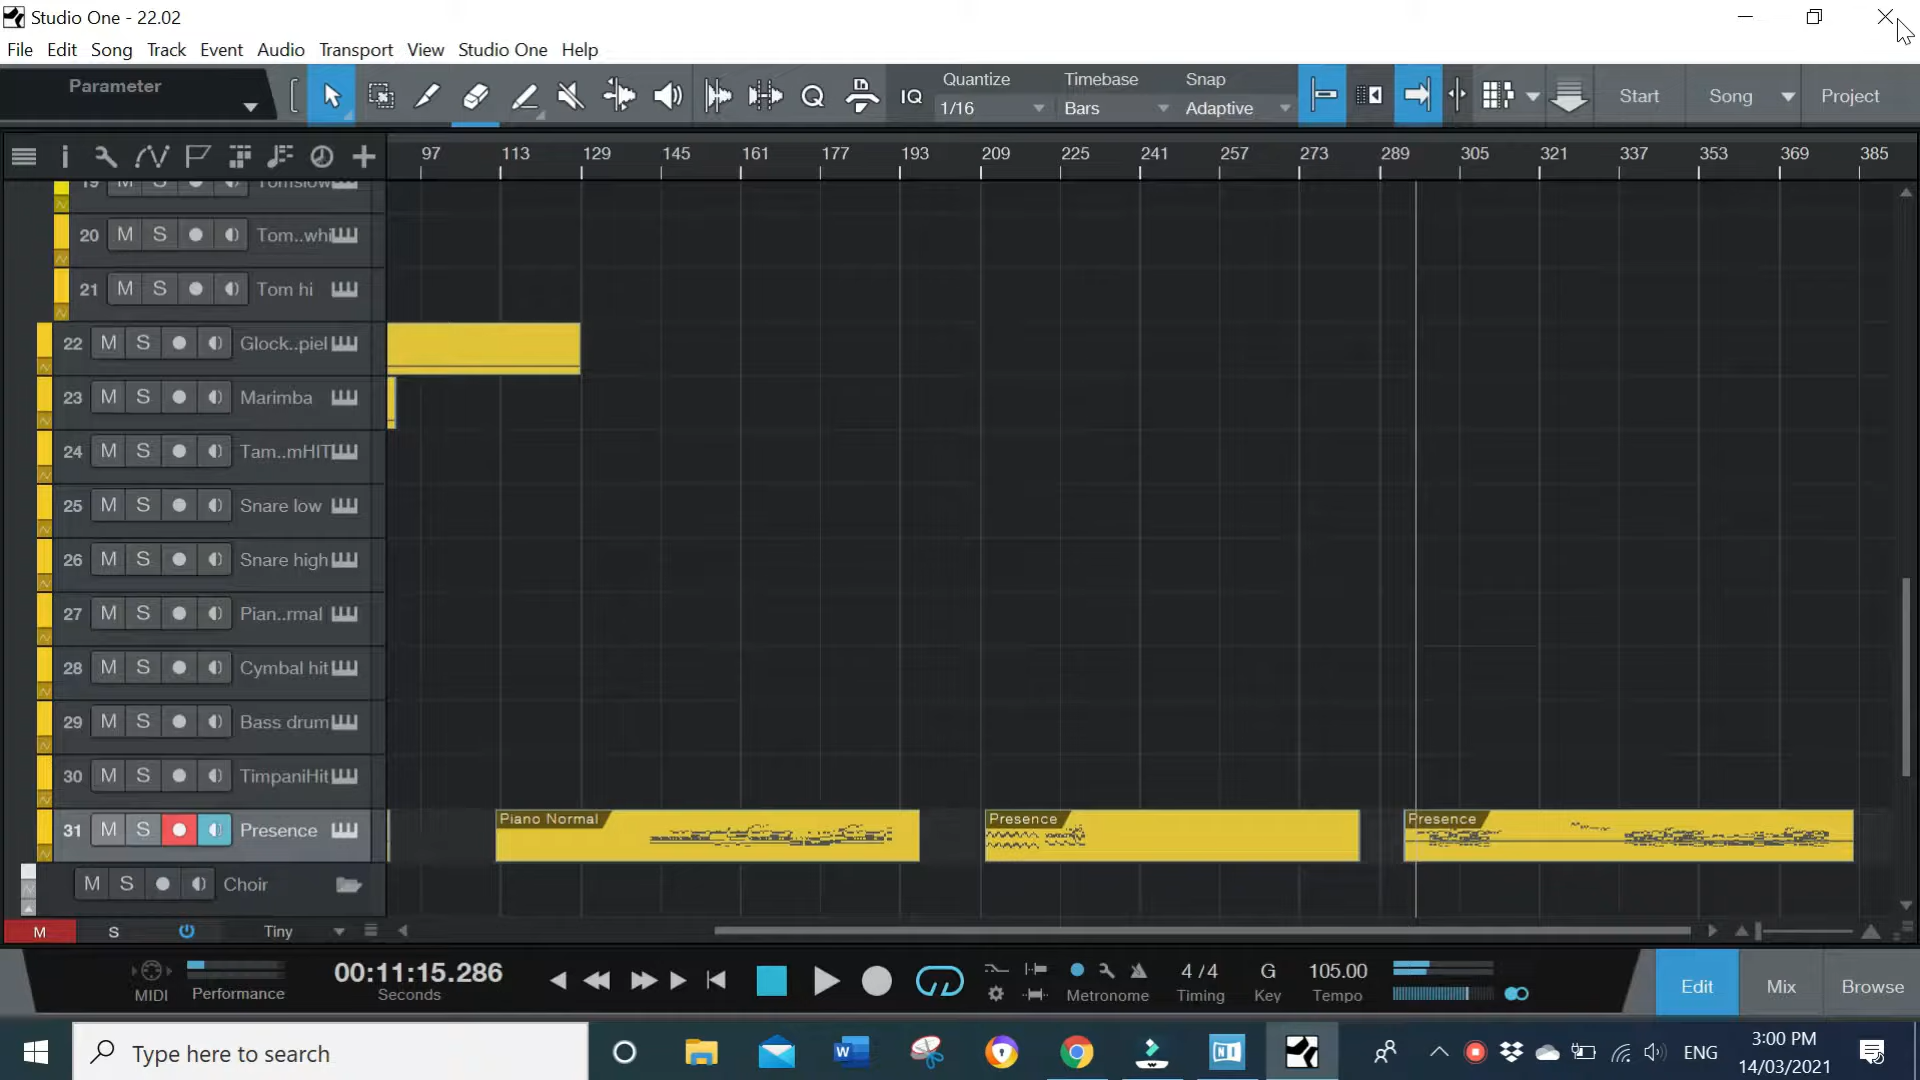 Studio One - 22.02
File Edit Song Track Event Audio Transport View Studio One Help
Parameter
IQ
Quantize
1/16
Timebase
Bars
Snap
Adaptive
Start
Song
Project
97 113 129 145 161 177 193 209 225 241 257 273 289 305 321 337 353 369 385
19 M S Tomslow
20 M S Tom..whi
21 M S Tom hi
22 M S Glock..piel
23 M S Marimba
24 M S Tam..mHIT
25 M S Snare low
26 M S Snare high
27 M S Pian..rmal
28 M S Cymbal hit
29 M S Bass drum
30 M S TimpaniHit
31 M S Presence
Piano Normal
Presence
Presence
M S Choir
M S Tiny
MIDI
Performance
00:11:15.286
Seconds
Metronome
4 / 4
Timing
G
Key
105.00
Tempo
Edit
Mix
Browse
Type here to search
ENG
3:00 PM
14/03/2021